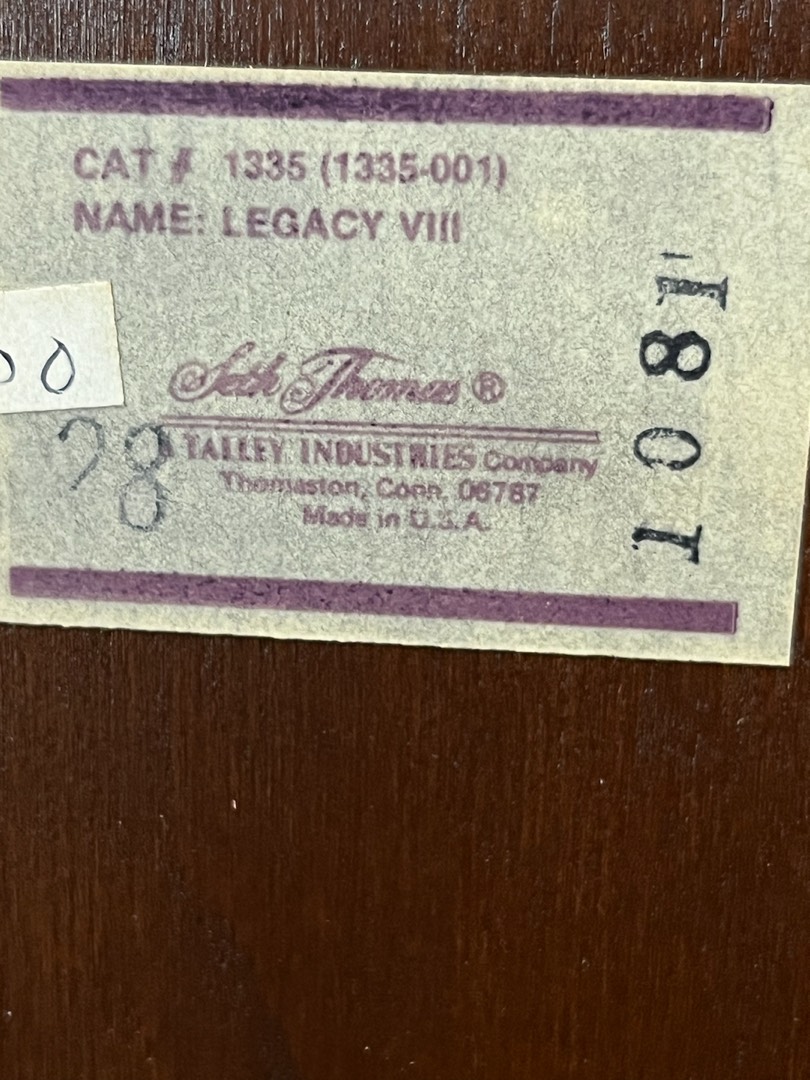 CAT # 1335 (1335-001)
NAME: LEGACY VIII
0
Seth Thomas ®
28
A TALLEY INDUSTRIES Company
Thomaston, Conn. 06787
Made in U.S.A.
1081